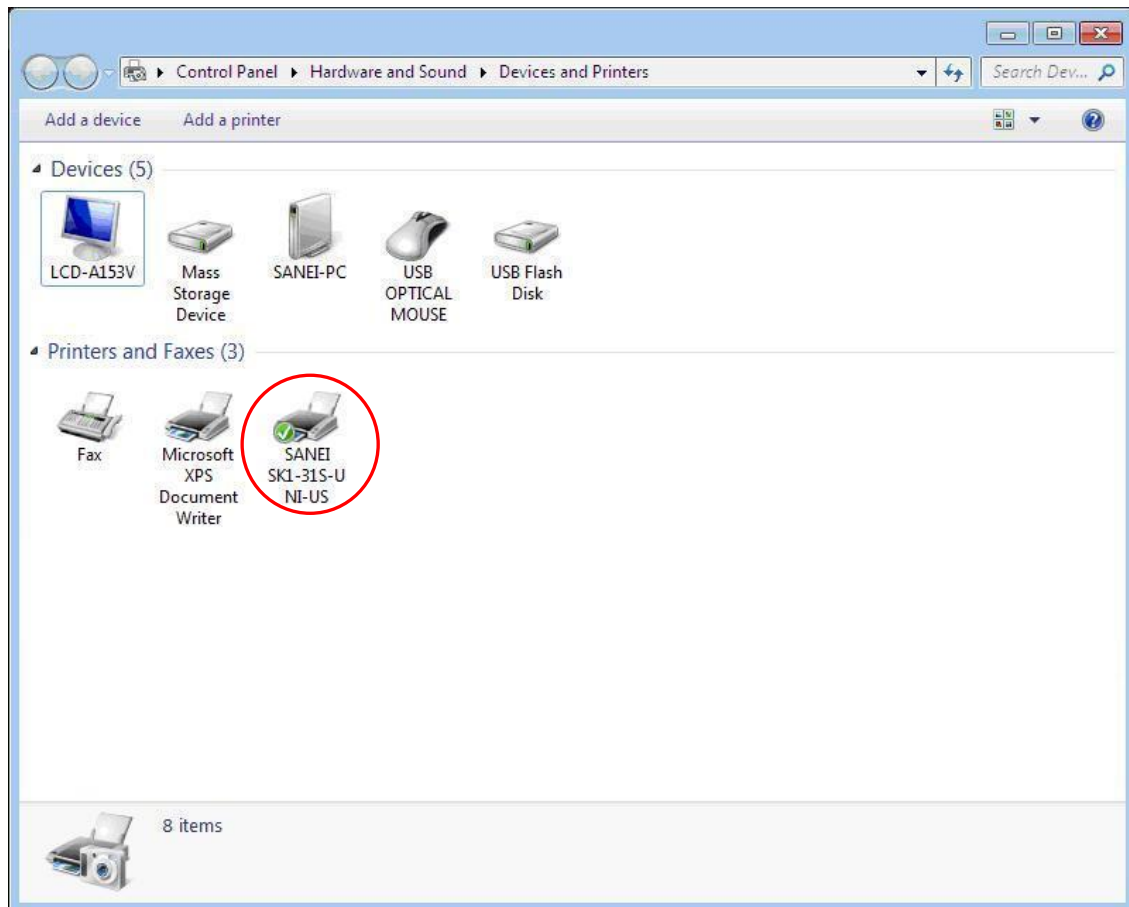 Control Panel ▸ Hardware and Sound ▸ Devices and Printers
Search Dev...
Add a device
Add a printer
Devices (5)
LCD-A153V
Mass
Storage
Device
SANEI-PC
USB
OPTICAL
MOUSE
USB Flash
Disk
Printers and Faxes (3)
Fax
Microsoft
XPS
Document
Writer
SANEI
SK1-31S-U
NI-US
8 items